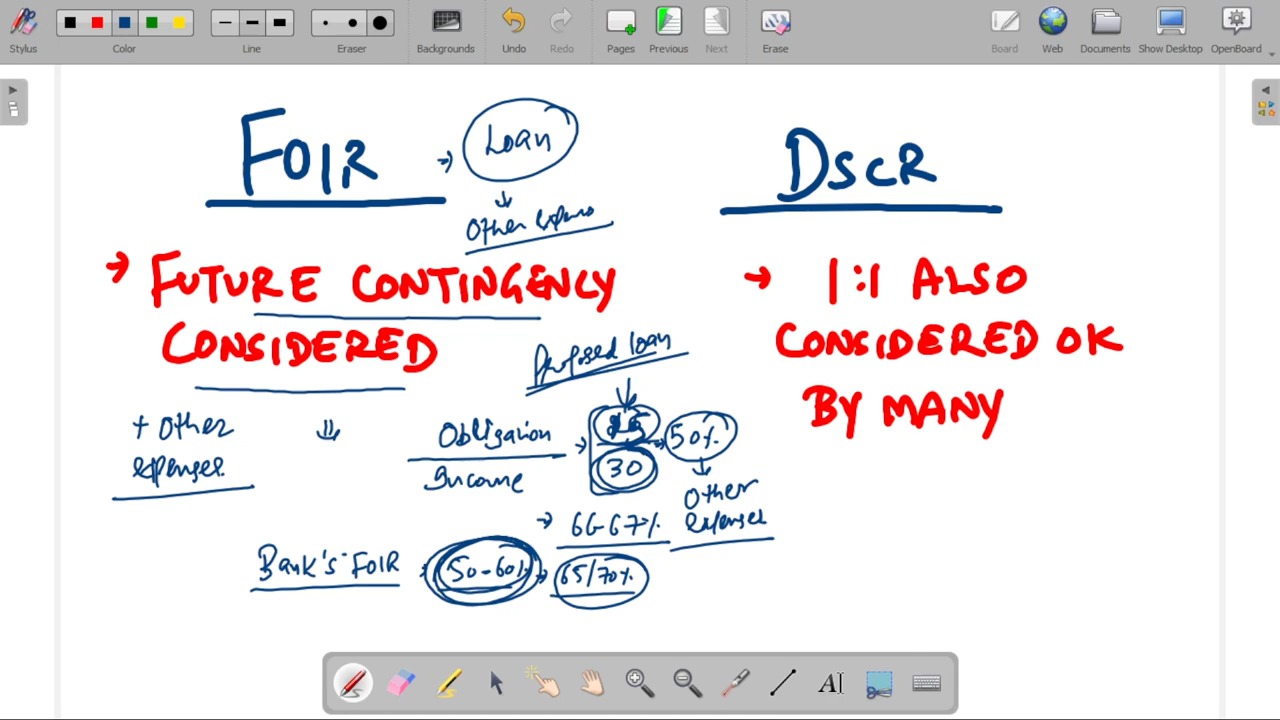 Stylus
Color
Line
Eraser
Backgrounds
Undo
Redo
Pages
Previous
Next
Erase
Board
Web
Documents
Show Desktop
OpenBoard
FOIR → Loan
Other expens
DSCR
→ FUTURE CONTINGENCY
CONSIDERED
→ 1:1 ALSO
CONSIDERED OK
BY MANY
Proposed loan
+ Other
expenses
Obligation
Income
30
50%
Other
expenses
→ 66-67%
Bank's FOIR
50-60%
65/70%